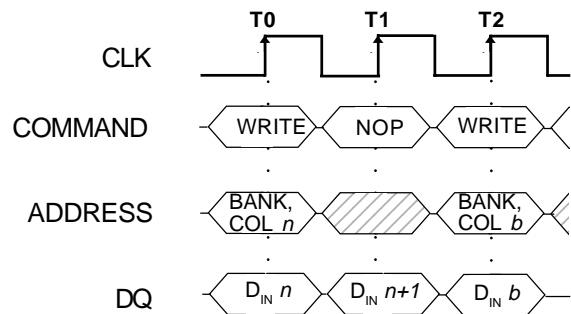 T0 T1 T2
CLK
COMMAND WRITE NOP WRITE
ADDRESS BANK, COL n BANK, COL b
DQ DIN n DIN n+1 DIN b